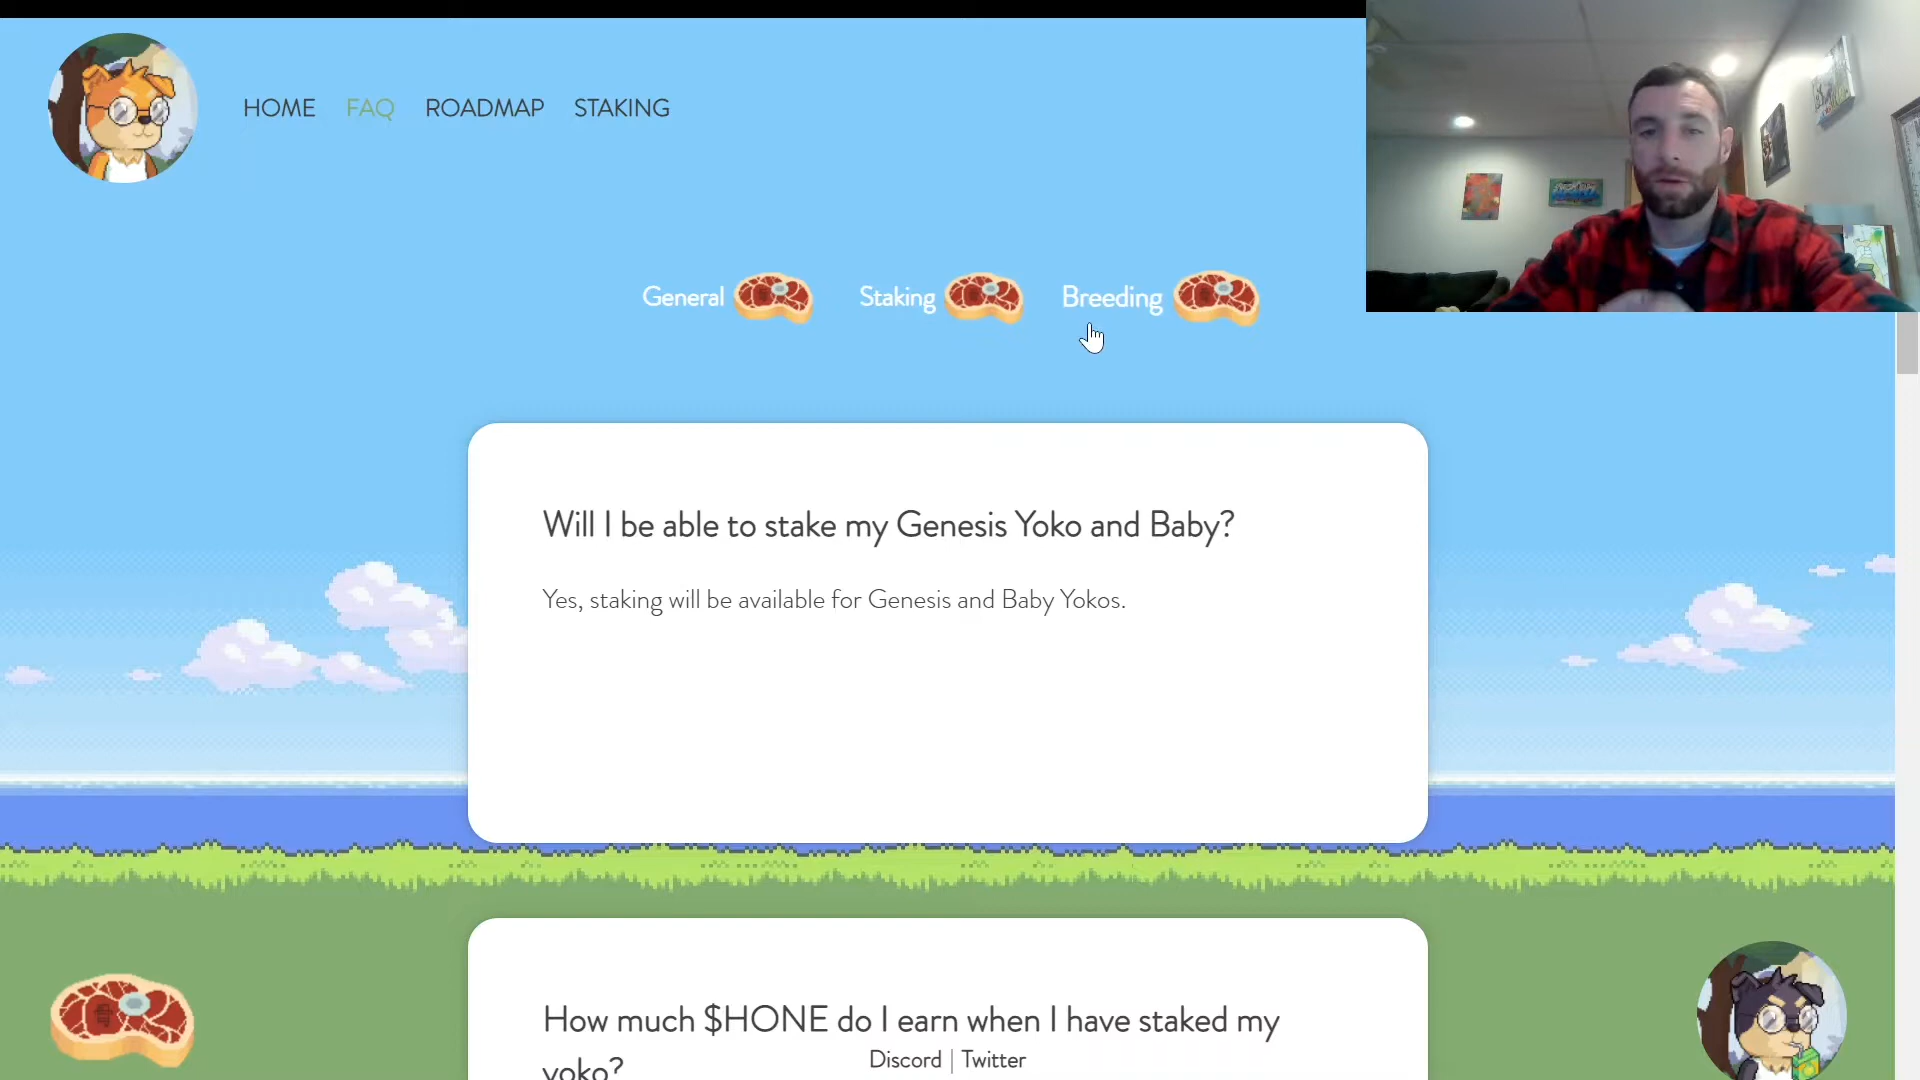 HOME FAQ ROADMAP STAKING
General Staking Breeding
Will I be able to stake my Genesis Yoko and Baby?
Yes, staking will be available for Genesis and Baby Yokos.
How much $HONE do I earn when I have staked my
yoko?
Discord | Twitter